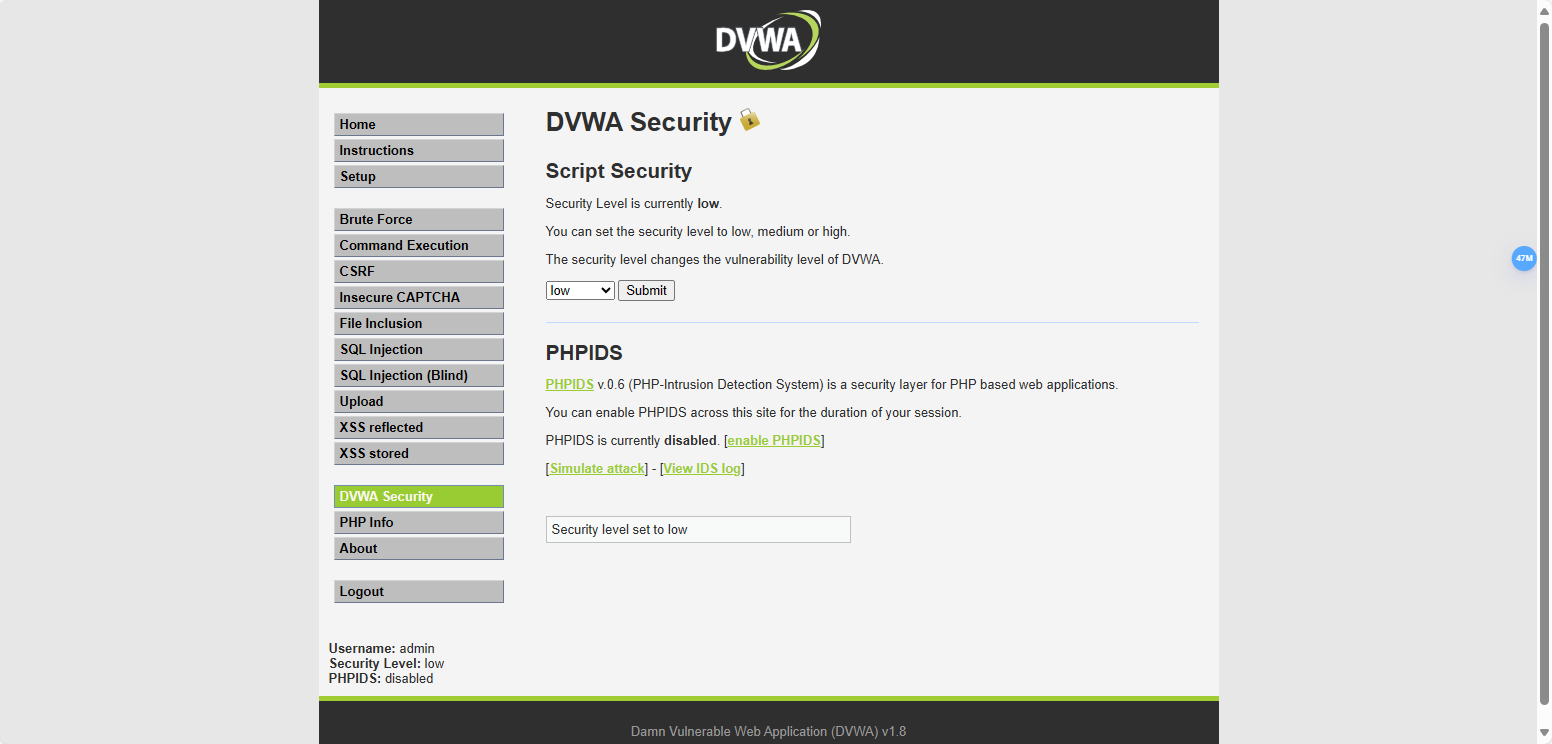 DVWA
Home
Instructions
Setup
Brute Force
Command Execution
CSRF
Insecure CAPTCHA
File Inclusion
SQL Injection
SQL Injection (Blind)
Upload
XSS reflected
XSS stored
DVWA Security
PHP Info
About
Logout
Username: admin
Security Level: low
PHPIDS: disabled
DVWA Security
Script Security
Security Level is currently low.
You can set the security level to low, medium or high.
The security level changes the vulnerability level of DVWA.
low Submit
PHPIDS
PHPIDS v.0.6 (PHP-Intrusion Detection System) is a security layer for PHP based web applications.
You can enable PHPIDS across this site for the duration of your session.
PHPIDS is currently disabled. [enable PHPIDS]
[Simulate attack] - [View IDS log]
Security level set to low
47M
Damn Vulnerable Web Application (DVWA) v1.8